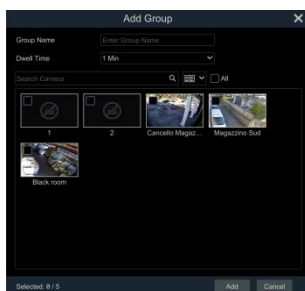 Add Group
Group Name Enter Group Name
Dwell Time 1 Min
Search Camera All
1 2 Cancello Magaz... Magazzino Sud
Black room
Selected: 0 / 5 Add Cancel